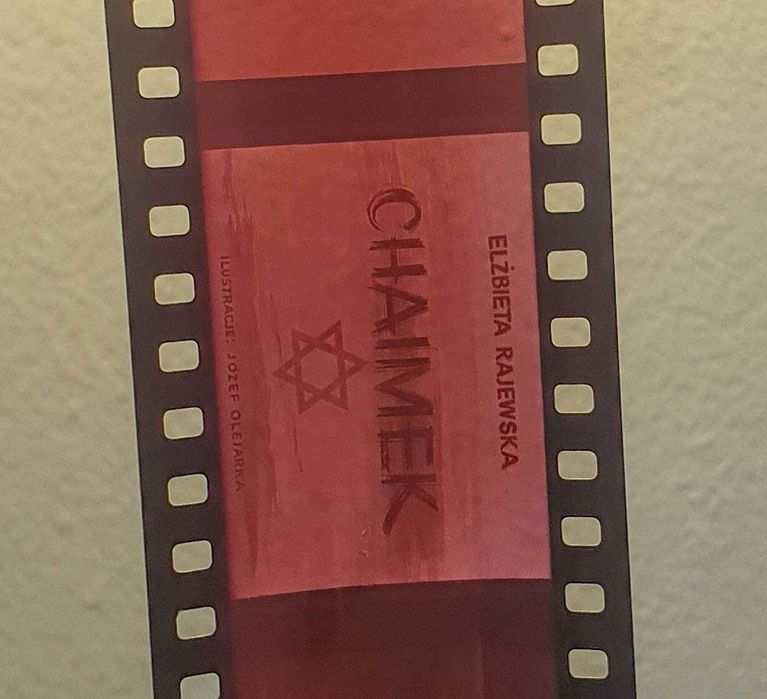 ELŻBIETA RAJEWSKA
CHAIMEK
ILUSTRACJE: JÓZEF OLEJARKA